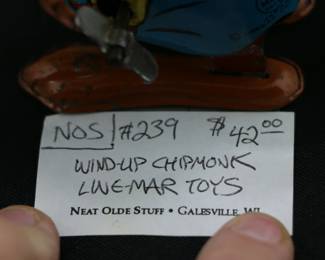 NOS #239 $42.00
WIND-UP CHIPMONK
LINE-MAR TOYS
NEAT OLDE STUFF • GALESVILLE, WI